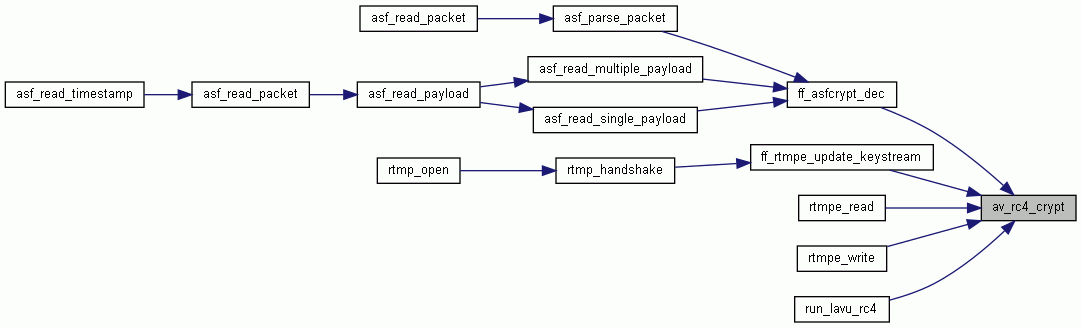 asf_read_packet
asf_parse_packet
asf_read_multiple_payload
asf_read_timestamp
asf_read_packet
asf_read_payload
ff_asfcrypt_dec
asf_read_single_payload
ff_rtmpe_update_keystream
rtmp_open
rtmp_handshake
rtmpe_read
av_rc4_crypt
rtmpe_write
run_lavu_rc4